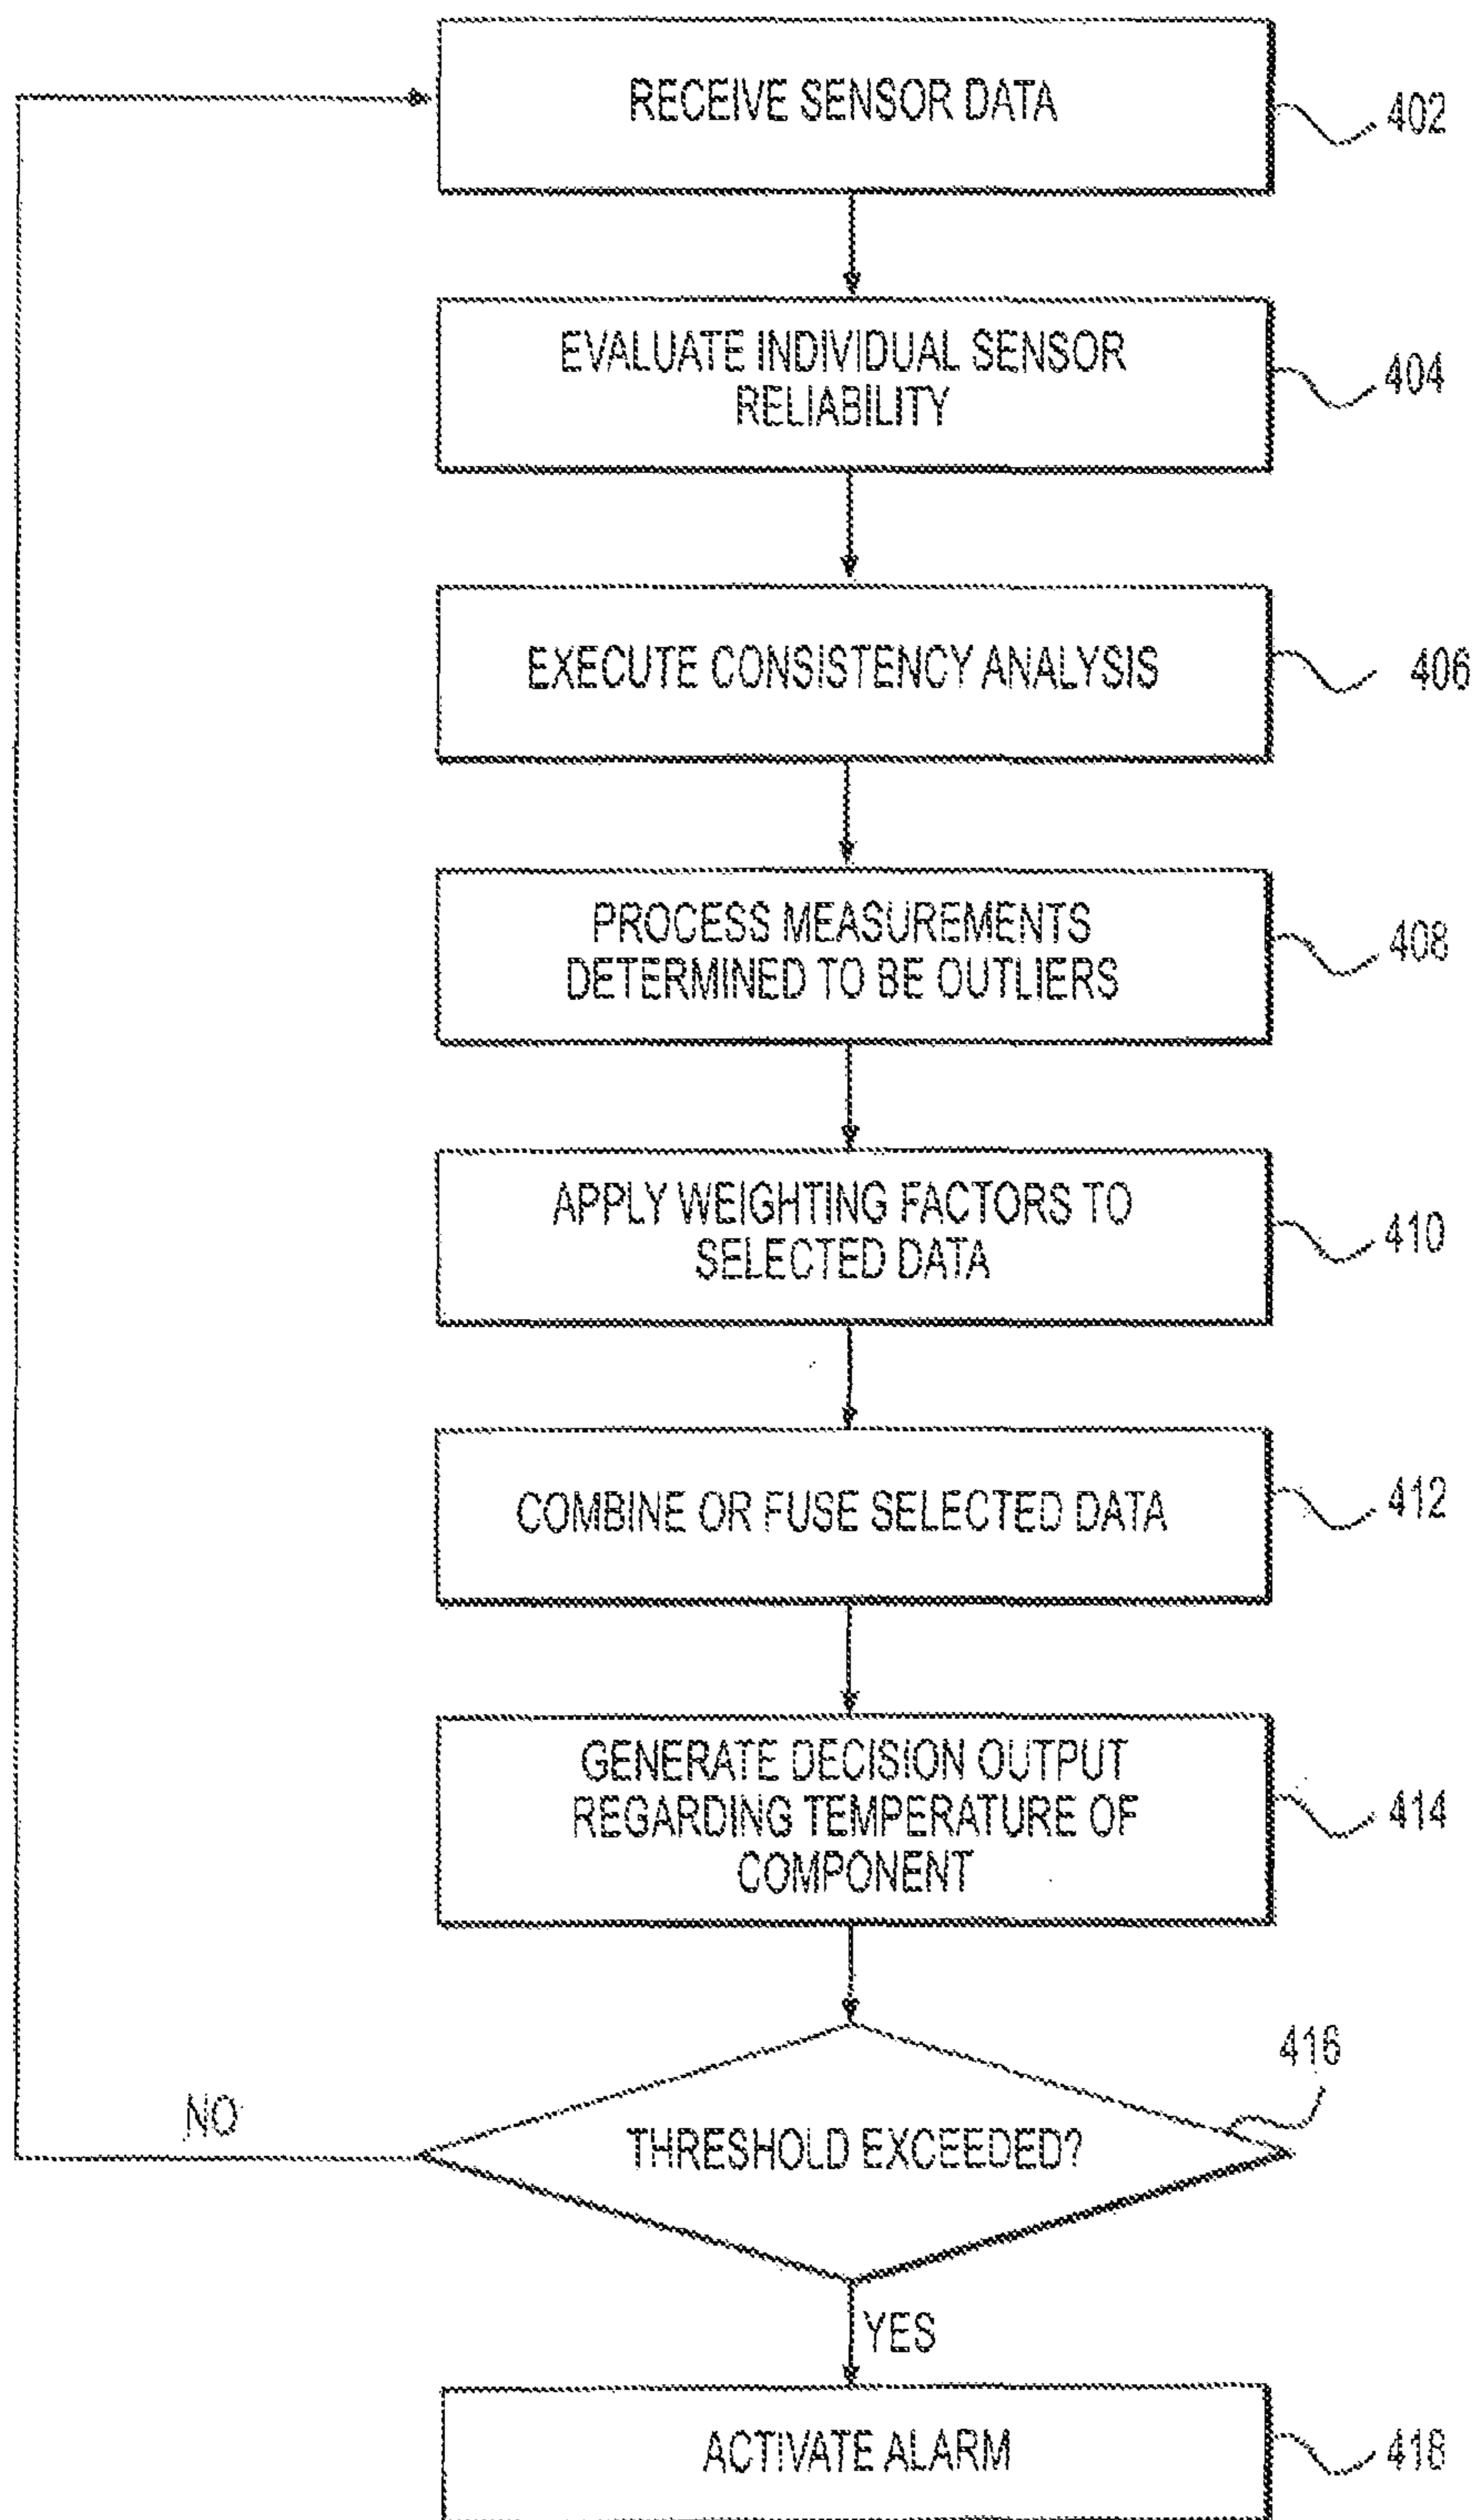 RECEIVE SENSOR DATA
402
EVALUATE INDIVIDUAL SENSOR
RELIABILITY
404
EXECUTE CONSISTENCY ANALYSIS
406
PROCESS MEASUREMENTS
DETERMINED TO BE OUTLIERS
408
APPLY WEIGHTING FACTORS TO
SELECTED DATA
410
COMBINE OR FUSE SELECTED DATA
412
GENERATE DECISION OUTPUT
REGARDING TEMPERATURE OF
COMPONENT
414
416
NO
THRESHOLD EXCEEDED?
YES
ACTIVATE ALARM
418